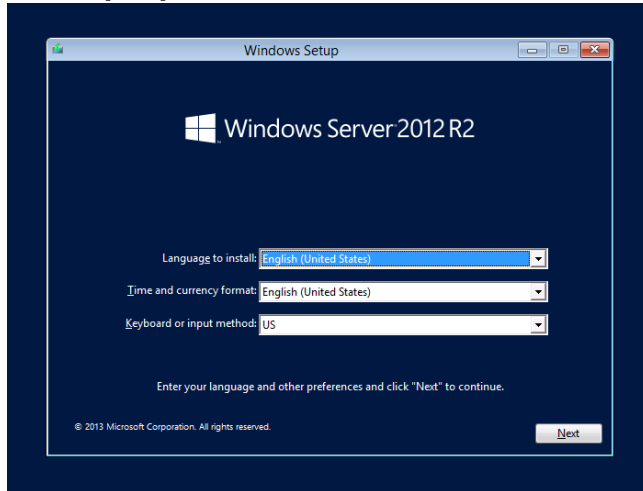 Windows Setup
Windows Server 2012 R2
Language to install: English (United States)
Time and currency format: English (United States)
Keyboard or input method: US
Enter your language and other preferences and click "Next" to continue.
© 2013 Microsoft Corporation. All rights reserved.
Next